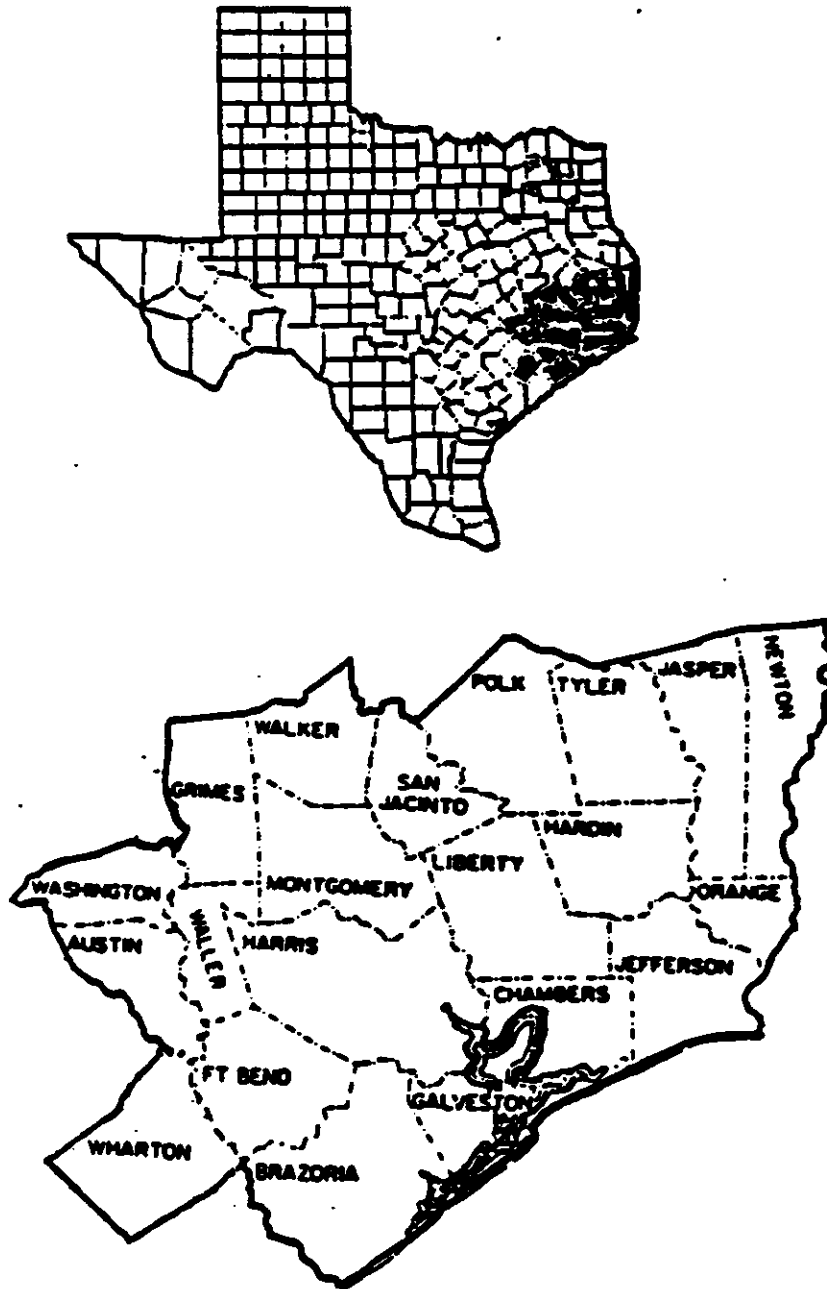 NEWTON
JASPER
POLK TYLER
WALKER
SAN
JACINTO
GRIMES
HARDIN
LIBERTY
WASHINGTON
MONTGOMERY
ORANGE
AUSTIN
WALLER
HARRIS
JEFFERSON
CHAMBERS
FT BEND
GALVESTON
WHARTON
BRAZORIA